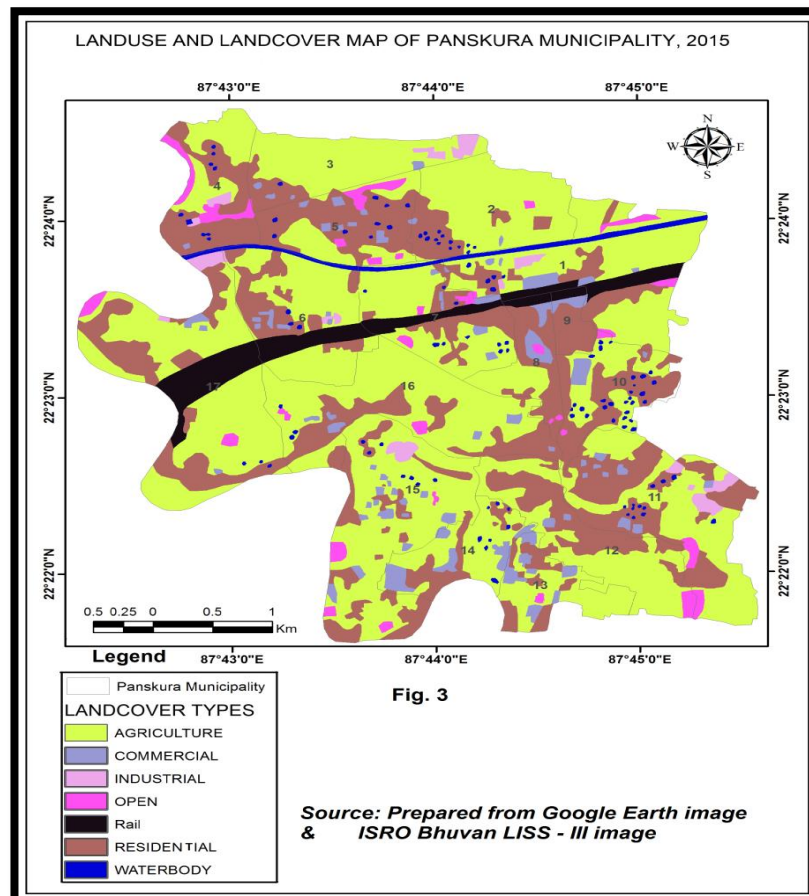 LANDUSE AND LANDCOVER MAP OF PANSKURA MUNICIPALITY, 2015
87°43'0"E 87°44'0"E 87°45'0"E
N
W E
S
3
4
2
5
22°24'0"N 22°24'0"N
1
6 7 9
8
22°23'0"N 22°23'0"N
17 16 10
15 11
14 12
13
22°22'0"N 22°22'0"N
0.5 0.25 0 0.5 1
Km
87°43'0"E 87°44'0"E 87°45'0"E
Legend
Panskura Municipality
LANDCOVER TYPES
AGRICULTURE
COMMERCIAL
INDUSTRIAL
OPEN
Rail
RESIDENTIAL
WATERBODY
Fig. 3
Source: Prepared from Google Earth image
& ISRO Bhuvan LISS - III image